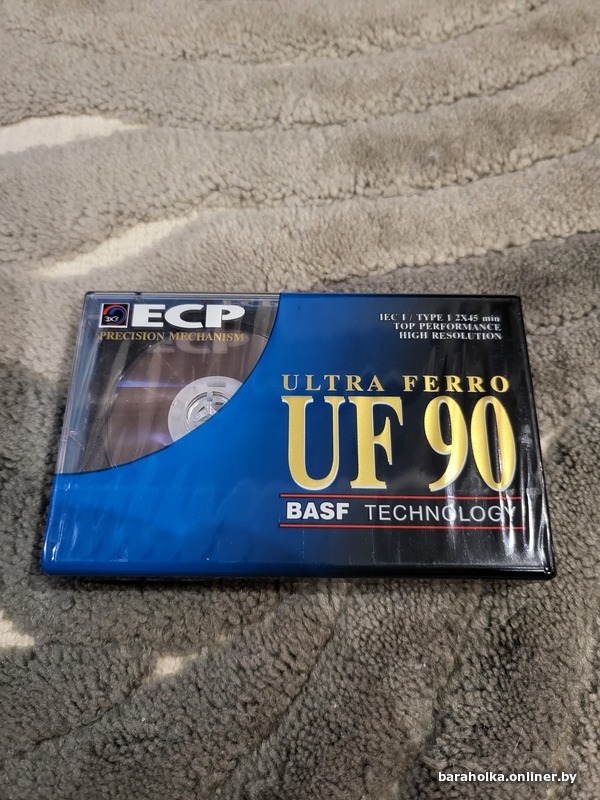 ECP
PRECISION MECHANISM
IEC I / TYPE I 2X45 min
TOP PERFORMANCE
HIGH RESOLUTION
ULTRA FERRO
UF 90
BASF TECHNOLOGY
baraholka.onliner.by